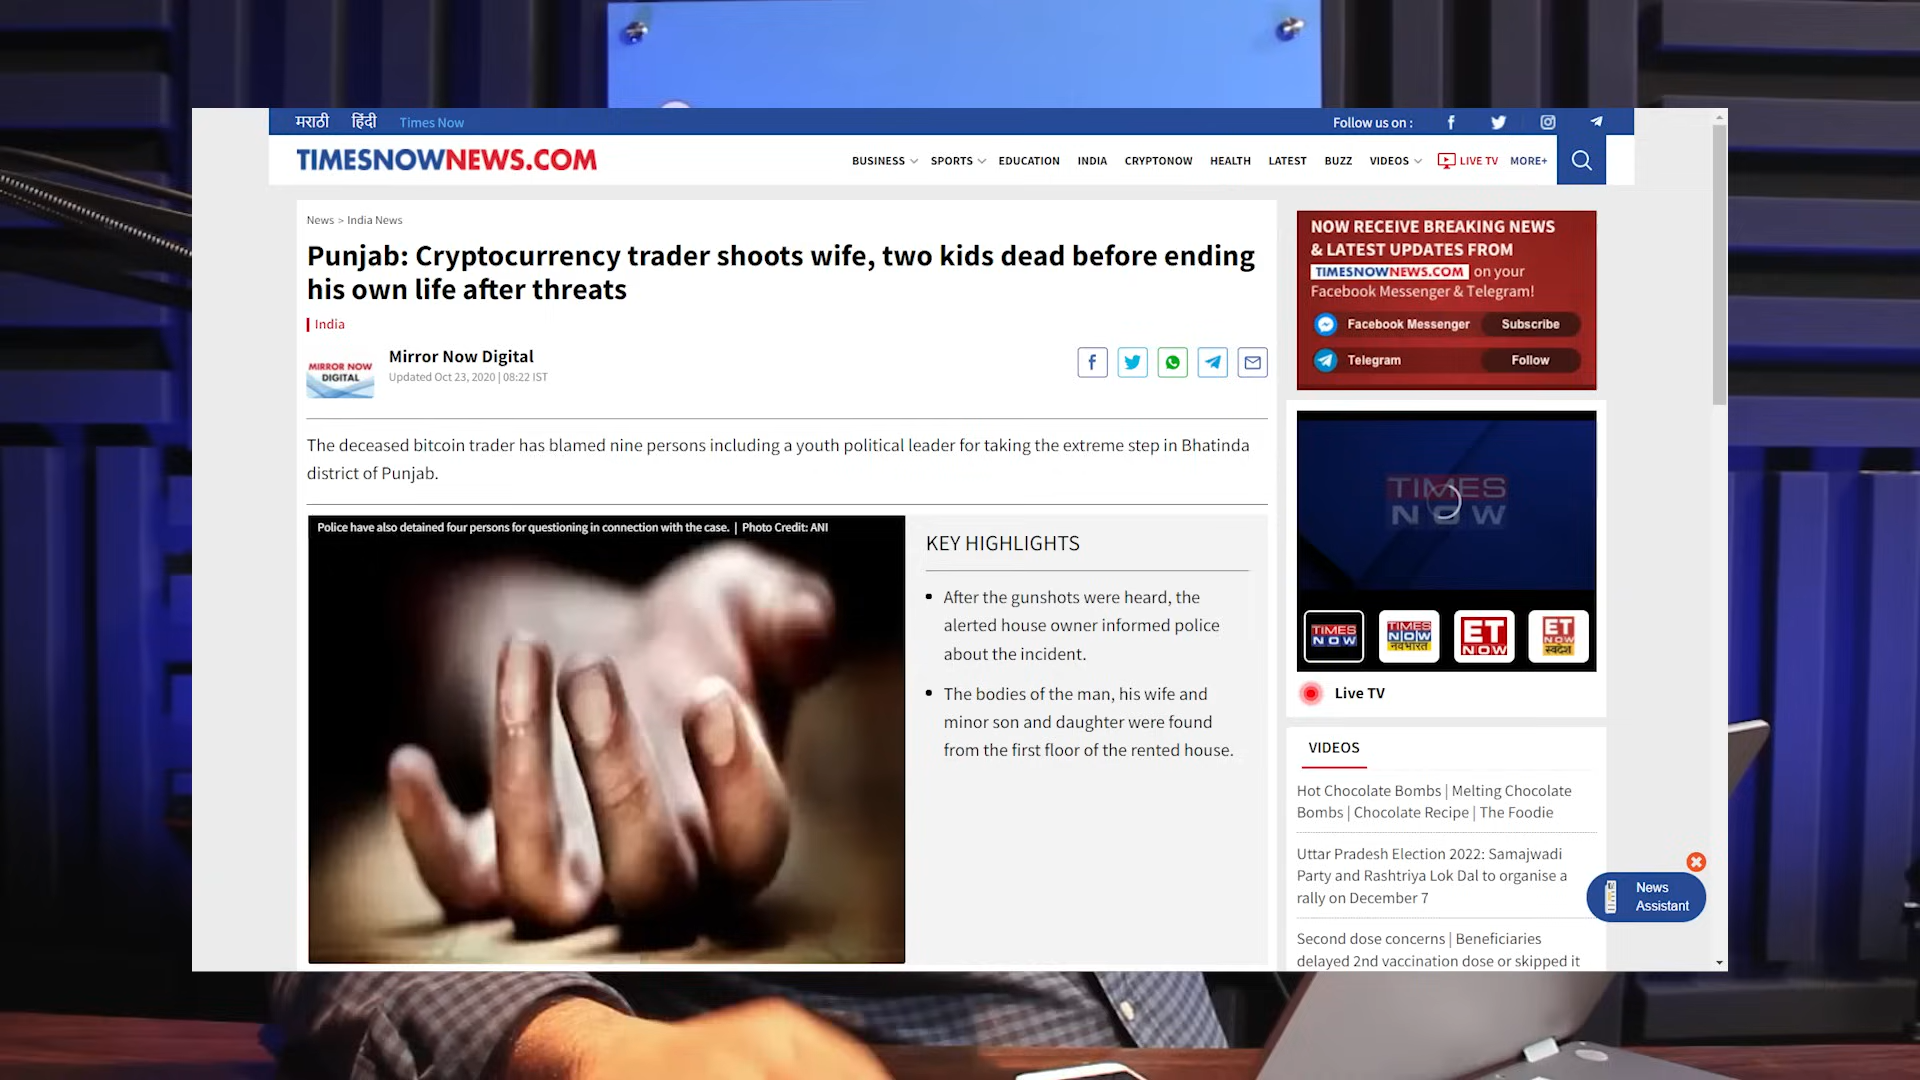 मराठी हिंदी Times Now
Follow us on :
TIMESNOWNEWS.COM
BUSINESS SPORTS EDUCATION INDIA CRYPTONOW HEALTH LATEST BUZZ VIDEOS LIVE TV MORE+
News > India News
Punjab: Cryptocurrency trader shoots wife, two kids dead before ending
his own life after threats
India
MIRROR NOW
DIGITAL
Mirror Now Digital
Updated Oct 23, 2020 | 08:22 IST
The deceased bitcoin trader has blamed nine persons including a youth political leader for taking the extreme step in Bhatinda
district of Punjab.
Police have also detained four persons for questioning in connection with the case. | Photo Credit: ANI
KEY HIGHLIGHTS
After the gunshots were heard, the
alerted house owner informed police
about the incident.
The bodies of the man, his wife and
minor son and daughter were found
from the first floor of the rented house.
NOW RECEIVE BREAKING NEWS
& LATEST UPDATES FROM
TIMESNOWNEWS.COM on your
Facebook Messenger & Telegram!
Facebook Messenger Subscribe
Telegram Follow
TIMES
NOW
TIMES
NOW
TIMES
NOW
नवभारत
ET
NOW
ET
NOW
स्वदेश
Live TV
VIDEOS
Hot Chocolate Bombs | Melting Chocolate
Bombs | Chocolate Recipe | The Foodie
Uttar Pradesh Election 2022: Samajwadi
Party and Rashtriya Lok Dal to organise a
rally on December 7
Second dose concerns | Beneficiaries
delayed 2nd vaccination dose or skipped it
News
Assistant